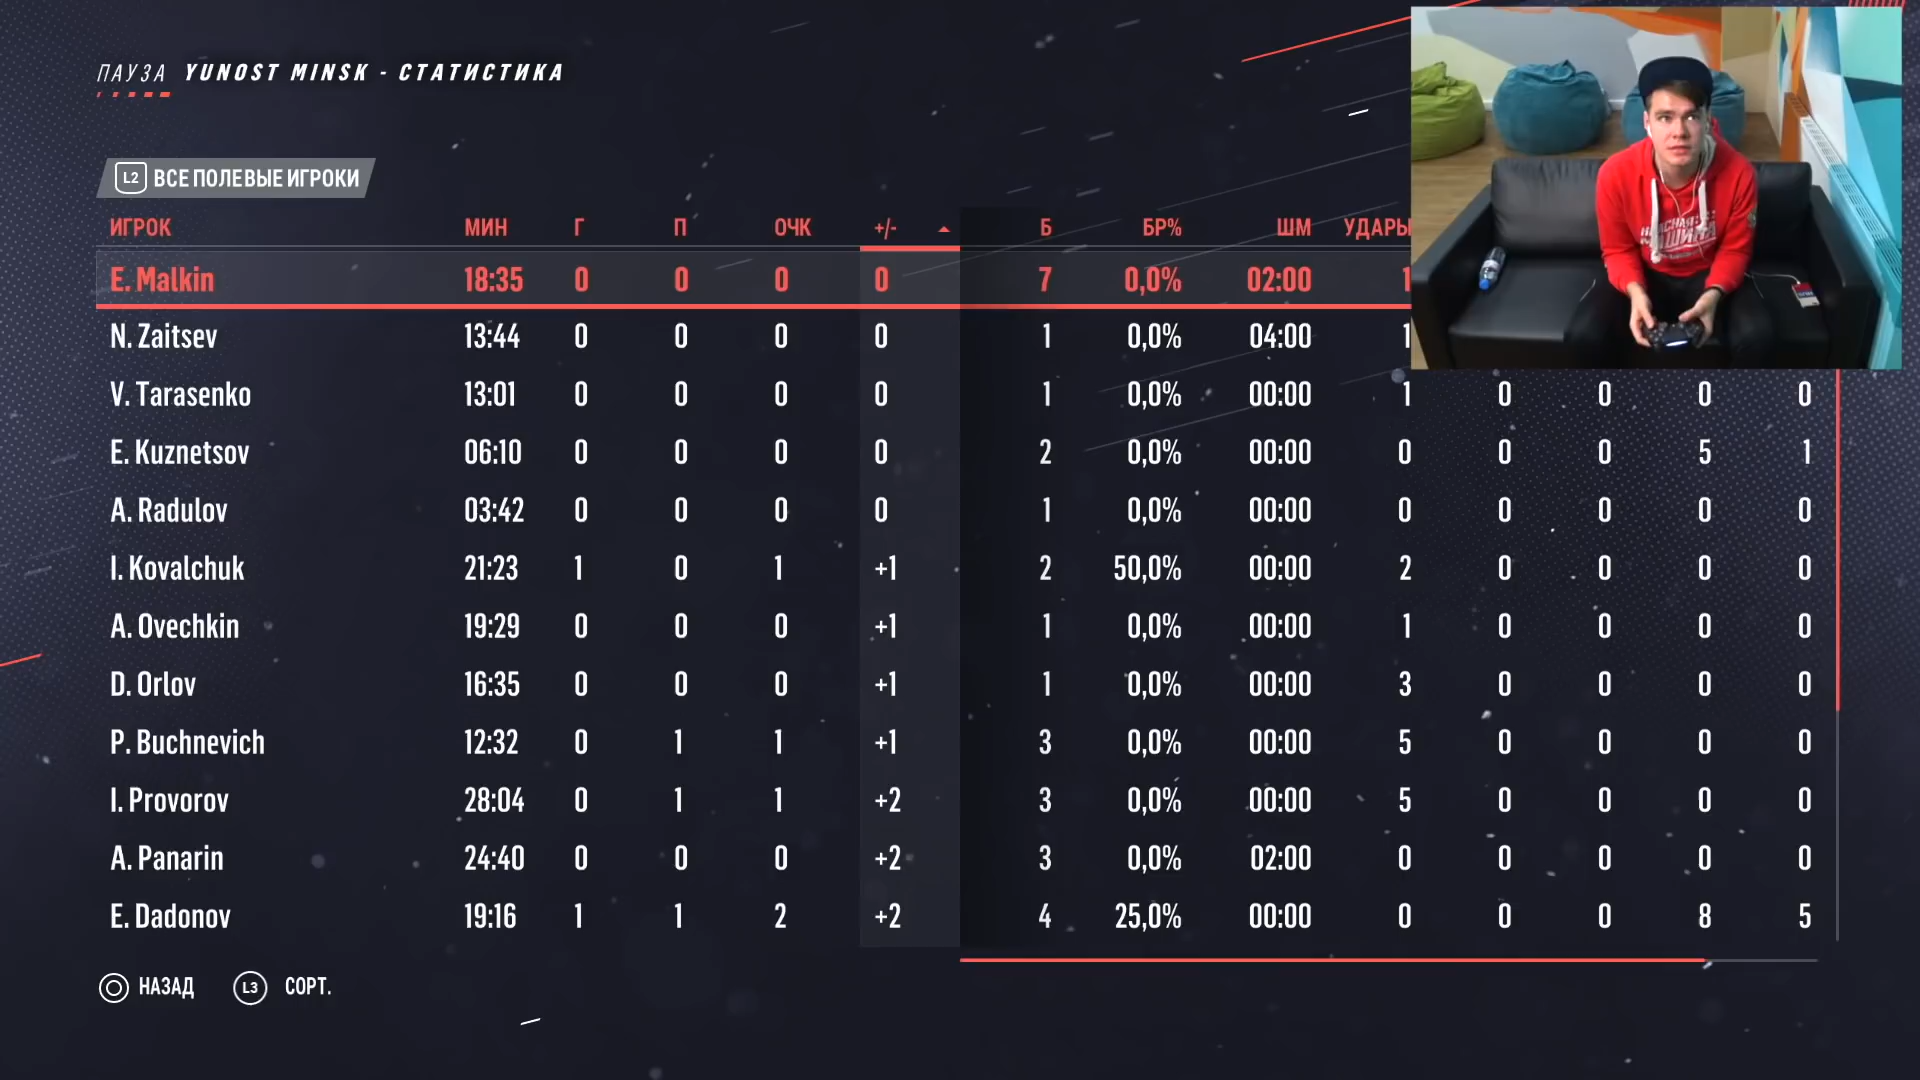 ПАУЗА YUNOST MINSK - СТАТИСТИКА
L2 ВСЕ ПОЛЕВЫЕ ИГРОКИ
ИГРОК МИН Г П ОЧК +/- Б БР% ШМ УДАРЫ
E. Malkin 18:35 0 0 0 0 7 0,0% 02:00 1
N. Zaitsev 13:44 0 0 0 0 1 0,0% 04:00 1
V. Tarasenko 13:01 0 0 0 0 1 0,0% 00:00 1 0 0 0 0
E. Kuznetsov 06:10 0 0 0 0 2 0,0% 00:00 0 0 0 5 1
A. Radulov 03:42 0 0 0 0 1 0,0% 00:00 0 0 0 0 0
I. Kovalchuk 21:23 1 0 1 +1 2 50,0% 00:00 2 0 0 0 0
A. Ovechkin 19:29 0 0 0 +1 1 0,0% 00:00 1 0 0 0 0
D. Orlov 16:35 0 0 0 +1 1 0,0% 00:00 3 0 0 0 0
P. Buchnevich 12:32 0 1 1 +1 3 0,0% 00:00 5 0 0 0 0
I. Provorov 28:04 0 1 1 +2 3 0,0% 00:00 5 0 0 0 0
A. Panarin 24:40 0 0 0 +2 3 0,0% 02:00 0 0 0 0 0
E. Dadonov 19:16 1 1 2 +2 4 25,0% 00:00 0 0 0 8 5
НАЗАД L3 СОРТ.